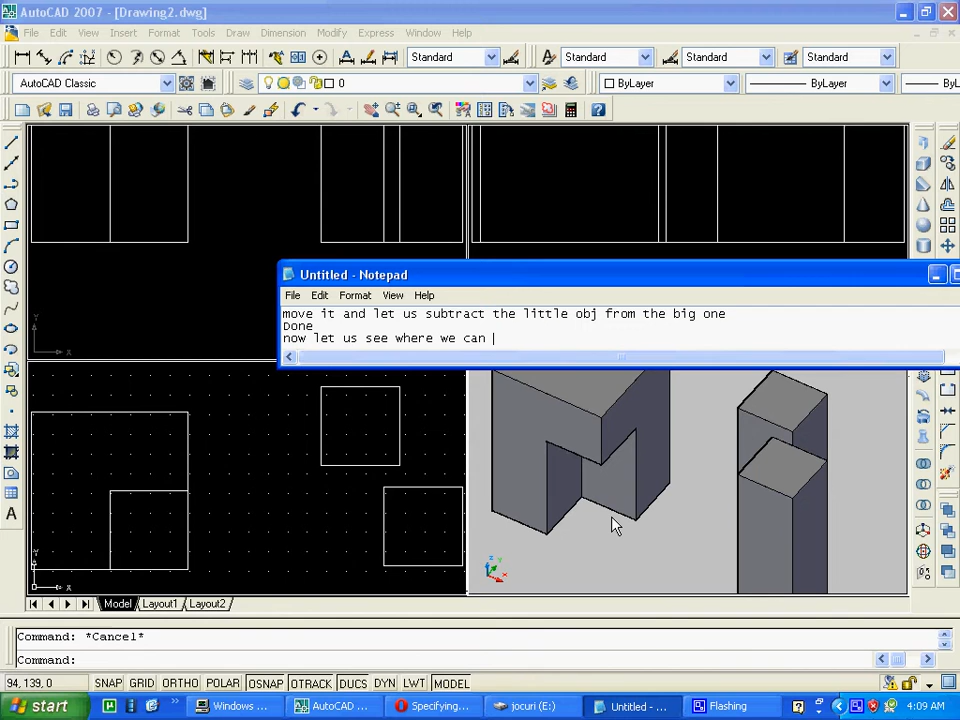 AutoCAD 2007 - [Drawing2.dwg]
File Edit View Insert Format Tools Draw Dimension Modify Express Window Help
Standard Standard Standard Standard
AutoCAD Classic 0 ByLayer ByLayer ByL
Untitled - Notepad
File Edit Format View Help
move it and let us subtract the little obj from the big one
Done
now let us see where we can
Y
X
Y
X
Model Layout1 Layout2
Command: *Cancel*
Command:
94, 139, 0 SNAP GRID ORTHO POLAR OSNAP OTRACK DUCS DYN LWT MODEL
start Windows ... AutoCAD ... Specifying... jocuri (E:) Untitled - ... Flashing 4:09 AM